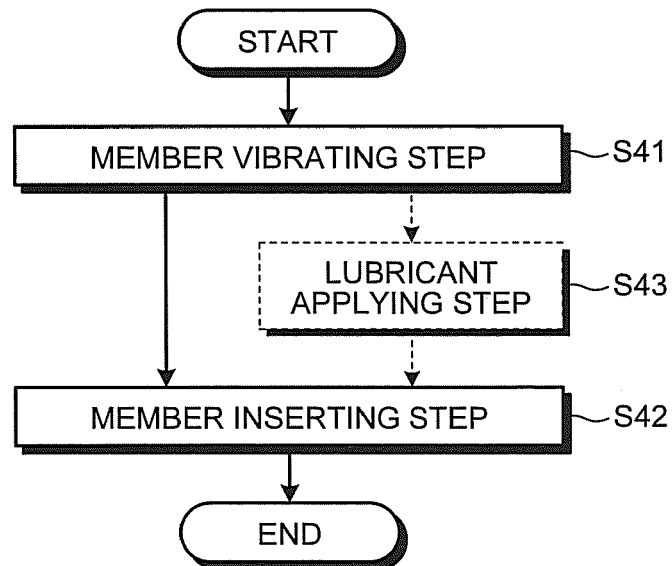 START
MEMBER VIBRATING STEP
S41
LUBRICANT
APPLYING STEP
S43
MEMBER INSERTING STEP
S42
END